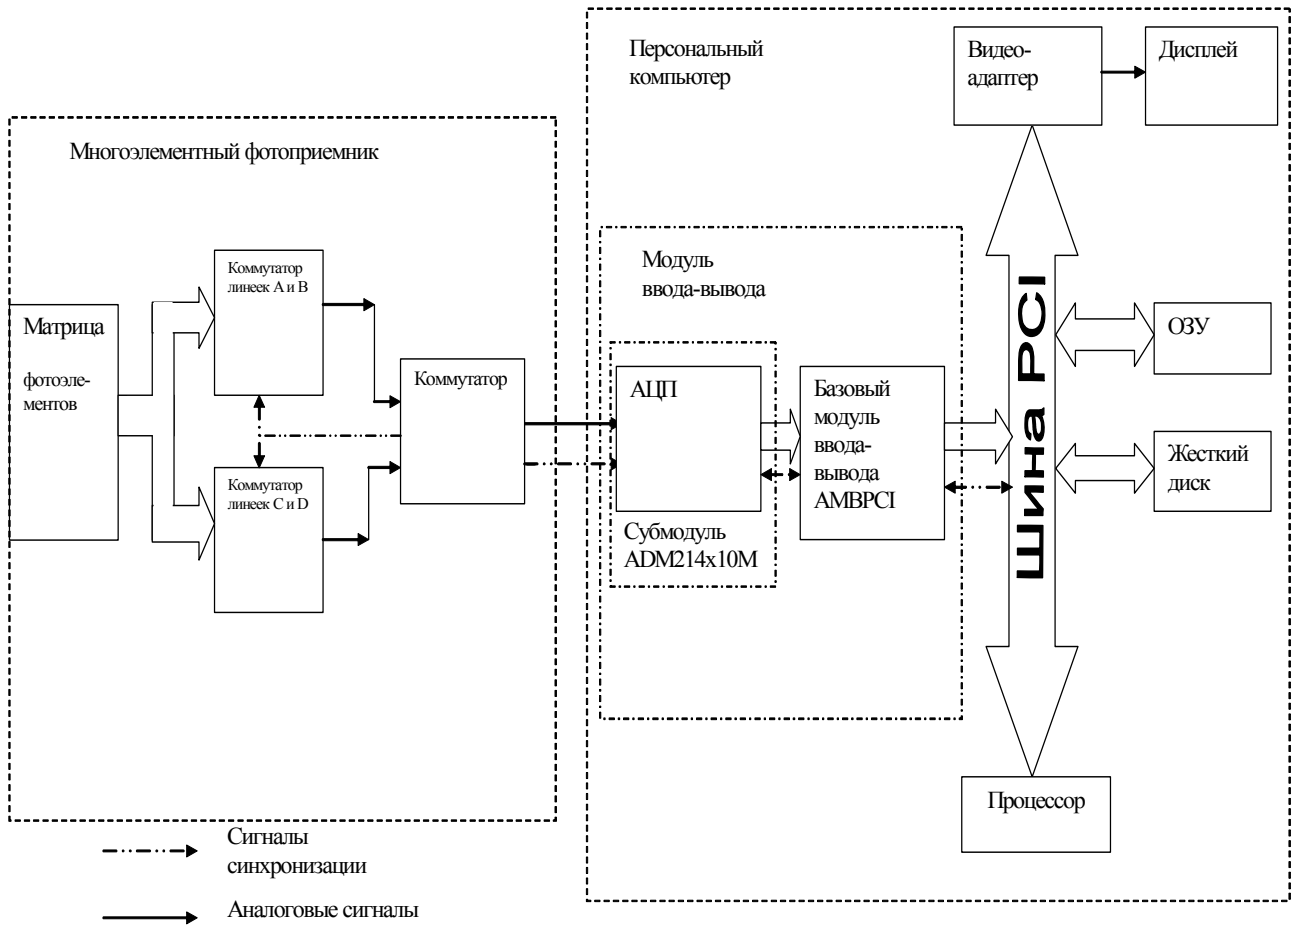 Персональный
компьютер
Видео-
адаптер
Дисплей
Многоэлементный фотоприемник
Коммутатор
линеек А и В
Матрица
фотоэле-
ментов
Коммутатор
Коммутатор
линеек С и D
Модуль
ввода-вывода
АЦП
Субмодуль
ADM214x10M
Базовый
модуль
ввода-
вывода
AMBPCI
Шина PCI
ОЗУ
Жесткий
диск
Процессор
Сигналы
синхронизации
Аналоговые сигналы